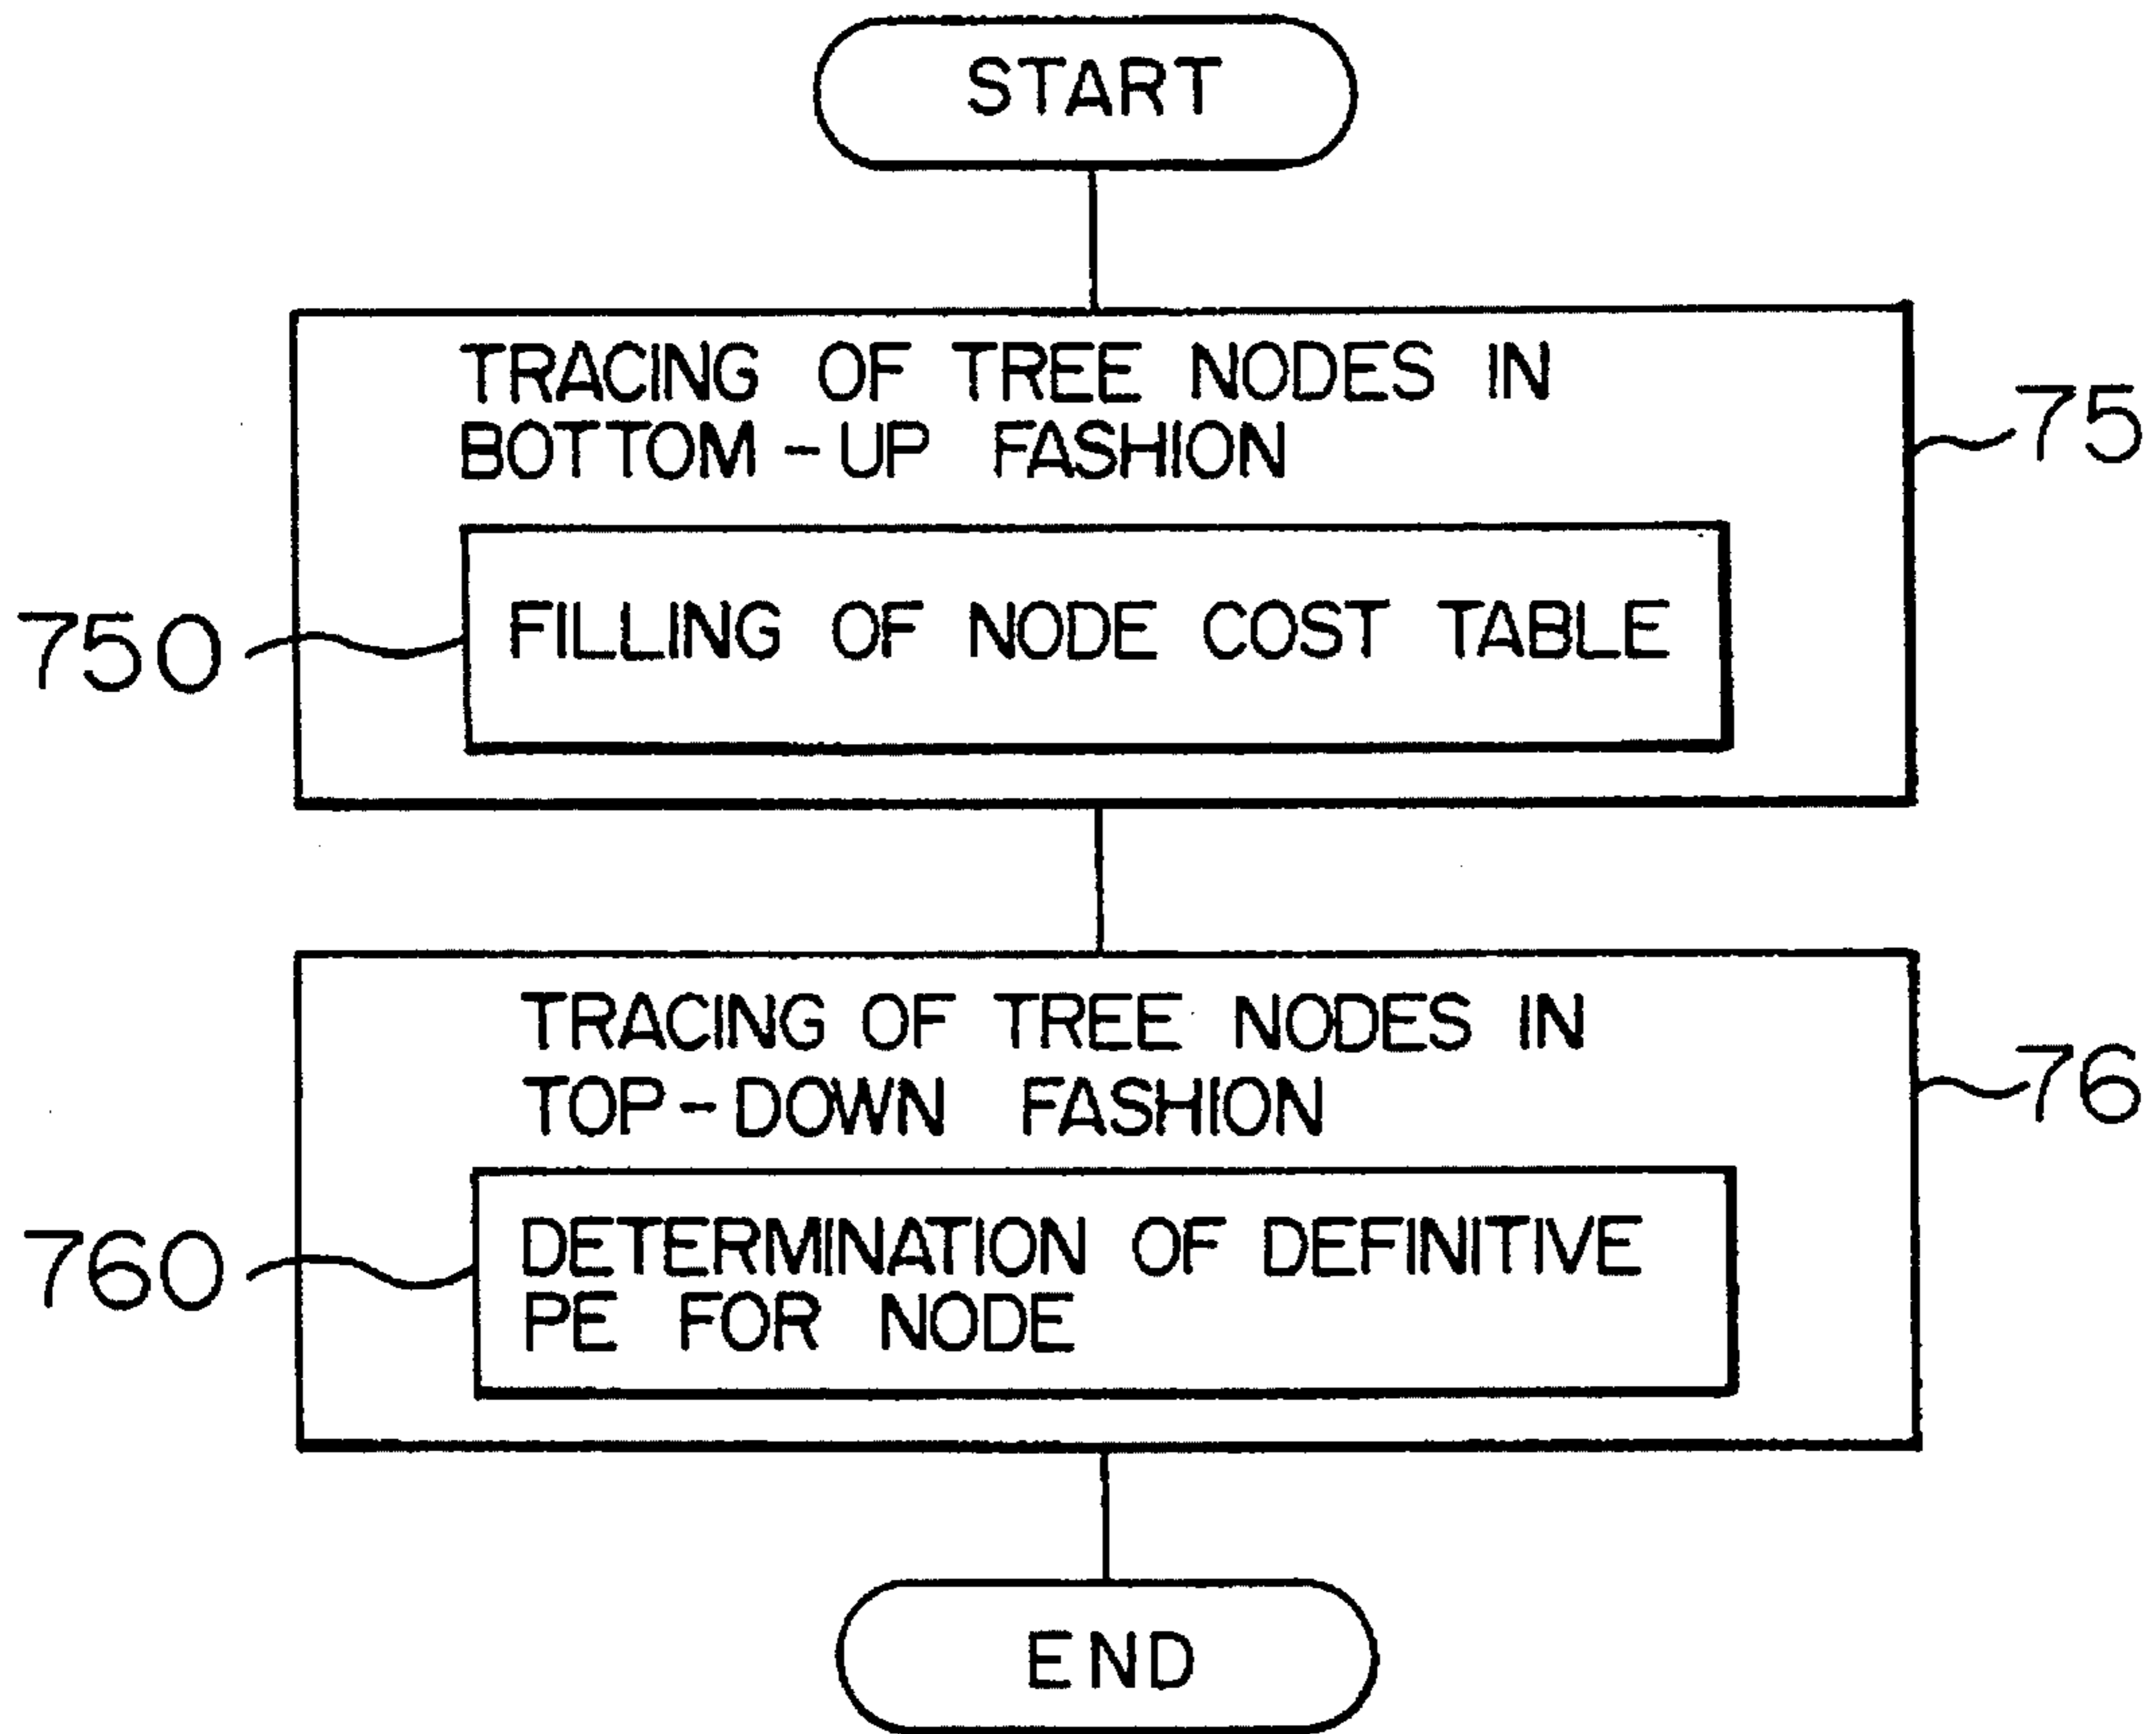 START
TRACING OF TREE NODES IN
BOTTOM-UP FASHION
75
750
FILLING OF NODE COST TABLE
TRACING OF TREE NODES IN
TOP-DOWN FASHION
76
760
DETERMINATION OF DEFINITIVE
PE FOR NODE
END